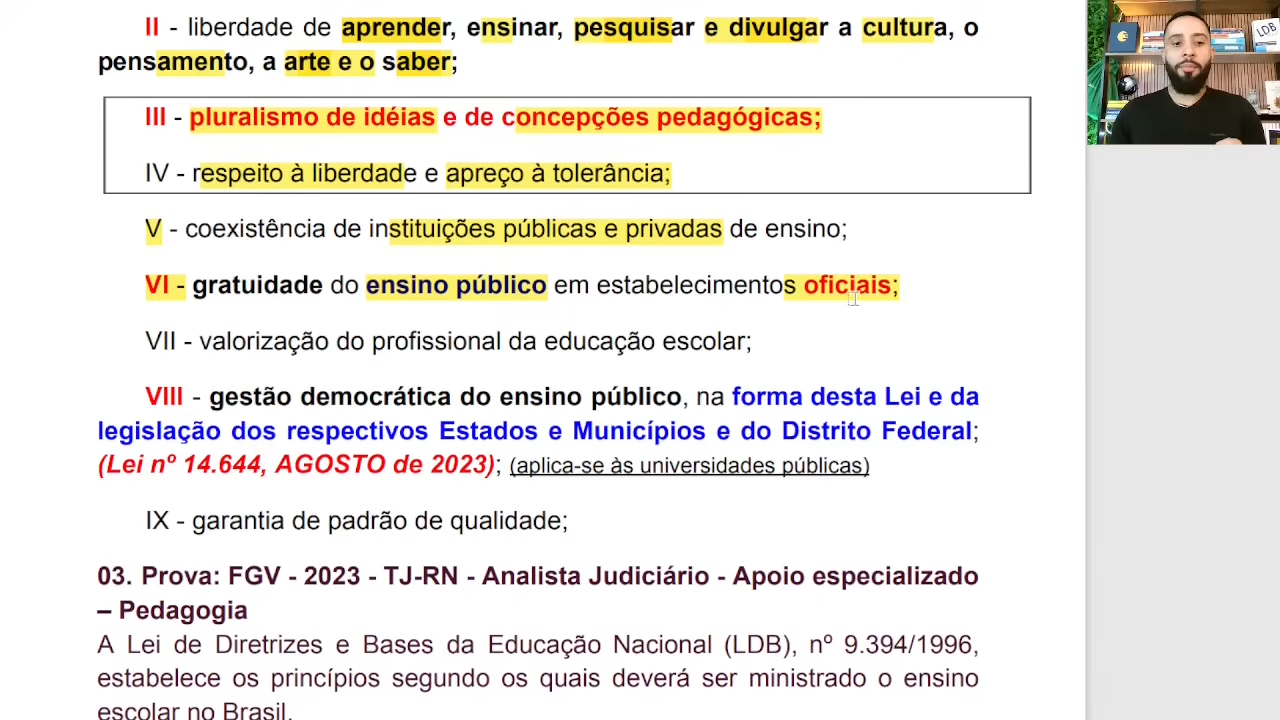 II - liberdade de aprender, ensinar, pesquisar e divulgar a cultura, o
pensamento, a arte e o saber;
III - pluralismo de idéias e de concepções pedagógicas;
IV - respeito à liberdade e apreço à tolerância;
V - coexistência de instituições públicas e privadas de ensino;
VI - gratuidade do ensino público em estabelecimentos oficiais;
VII - valorização do profissional da educação escolar;
VIII - gestão democrática do ensino público, na forma desta Lei e da
legislação dos respectivos Estados e Municípios e do Distrito Federal;
(Lei nº 14.644, AGOSTO de 2023); (aplica-se às universidades públicas)
IX - garantia de padrão de qualidade;
03. Prova: FGV - 2023 - TJ-RN - Analista Judiciário - Apoio especializado
– Pedagogia
A Lei de Diretrizes e Bases da Educação Nacional (LDB), nº 9.394/1996,
estabelece os princípios segundo os quais deverá ser ministrado o ensino
escolar no Brasil.
LDB